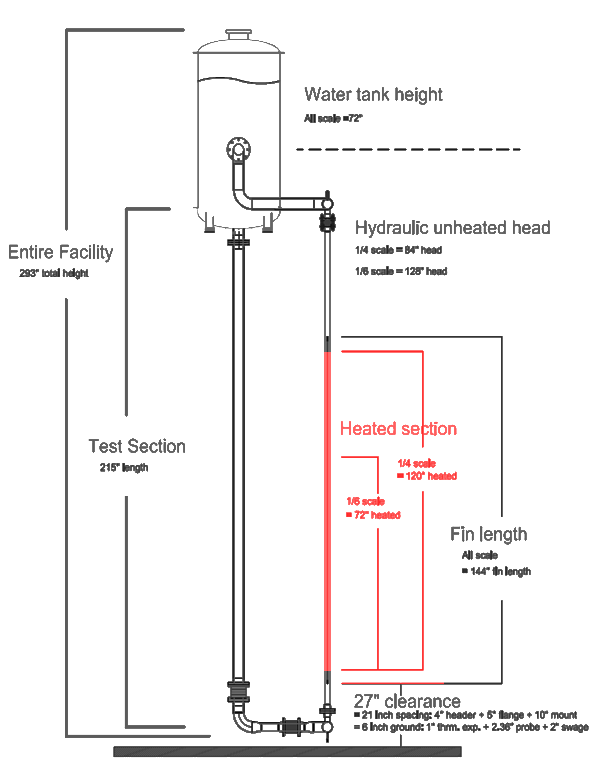 Water tank height
All scale =72"
Hydraulic unheated head
1/4 scale = 84" head
1/6 scale = 128" head
Entire Facility
293" total height
Test Section
215" length
Heated section
1/4 scale
= 120" heated
1/6 scale
= 72" heated
Fin length
All scale
= 144" fin length
27" clearance
= 21 inch spacing: 4" header + 5" flange + 10" mount
= 6 inch ground: 1" thrm. exp. + 2.36" probe + 2" swage